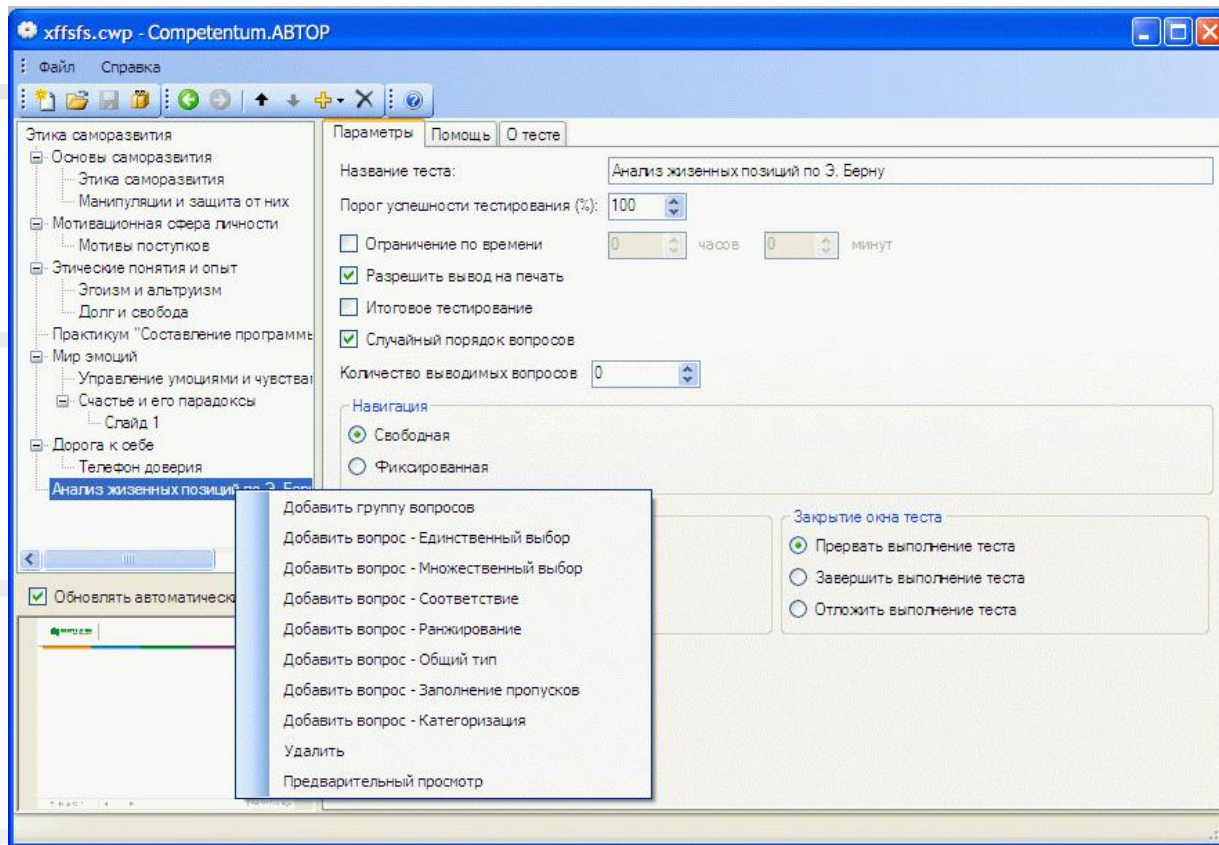 xffsfs.cwp - Competentum.АВТОР
Файл Справка
Этика саморазвития
Основы саморазвития
Этика саморазвития
Манипуляции и защита от них
Мотивационная сфера личности
Мотивы поступков
Этические понятия и опыт
Эгоизм и альтруизм
Долг и свобода
Практикум "Составление программы
Мир эмоций
Управление умоциями и чувствам
Счастье и его парадоксы
Слайд 1
Дорога к себе
Телефон доверия
Анализ жизенных позиций по Э. Берн
Обновлять автоматически
Параметры Помощь О тесте
Название теста: Анализ жизенных позиций по Э. Берну
Порог успешности тестирования (%): 100
Ограничение по времени 0 часов 0 минут
Разрешить вывод на печать
Итоговое тестирование
Случайный порядок вопросов
Количество выводимых вопросов 0
Навигация
Свободная
Фиксированная
Закрытие окна теста
Прервать выполнение теста
Завершить выполнение теста
Отложить выполнение теста
Добавить группу вопросов
Добавить вопрос - Единственный выбор
Добавить вопрос - Множественный выбор
Добавить вопрос - Соответствие
Добавить вопрос - Ранжирование
Добавить вопрос - Общий тип
Добавить вопрос - Заполнение пропусков
Добавить вопрос - Категоризация
Удалить
Предварительный просмотр